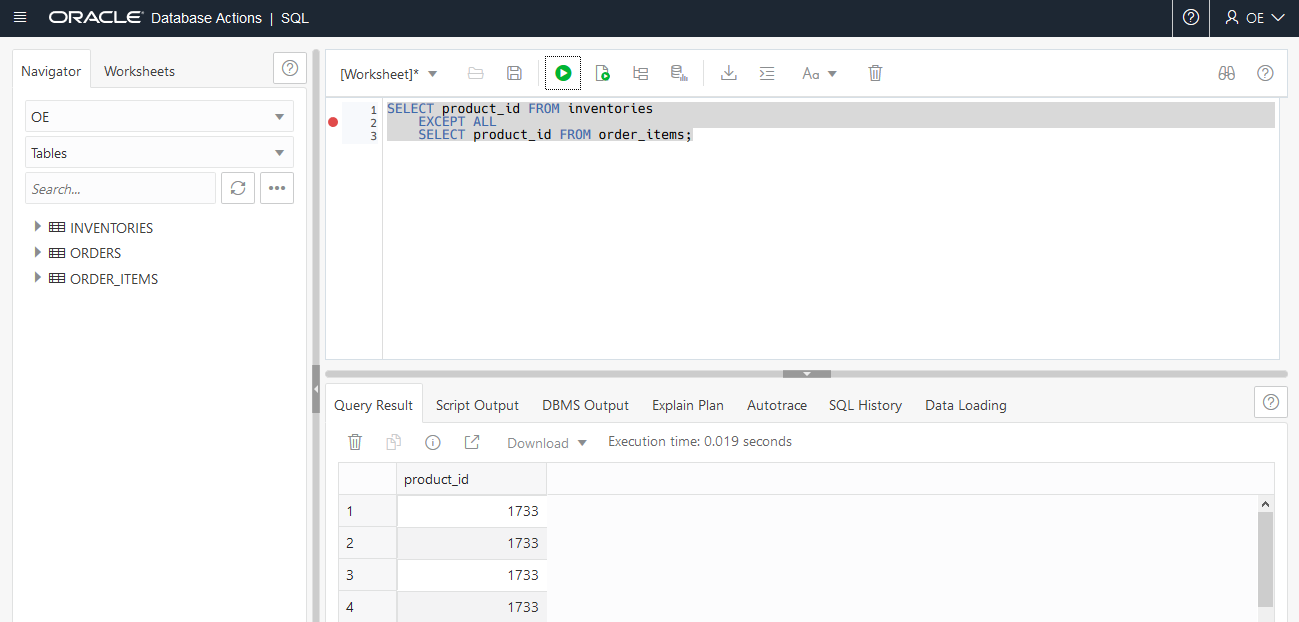 ORACLE Database Actions | SQL
OE
Navigator
Worksheets
OE
Tables
Search...
INVENTORIES
ORDERS
ORDER_ITEMS
[Worksheet]*
Aa
1 SELECT product_id FROM inventories
2 EXCEPT ALL
3 SELECT product_id FROM order_items;
Query Result
Script Output
DBMS Output
Explain Plan
Autotrace
SQL History
Data Loading
Download
Execution time: 0.019 seconds
product_id
1 1733
2 1733
3 1733
4 1733